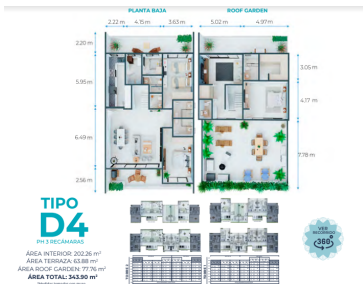 PLANTA BAJA
ROOF GARDEN
2.22 m 4.15 m 3.63 m
5.02 m 4.97 m
2.20 m
5.95 m
6.49 m
3.56 m
3.05 m
4.17 m
7.78 m
TIPO
D4
PH 3 RECÁMARAS
ÁREA INTERIOR: 202.26 m²
ÁREA TERRAZA: 63.88 m²
ÁREA ROOF GARDEN: 77.76 m²
ÁREA TOTAL: 343.90 m²
VER
RECORRIDO
360°